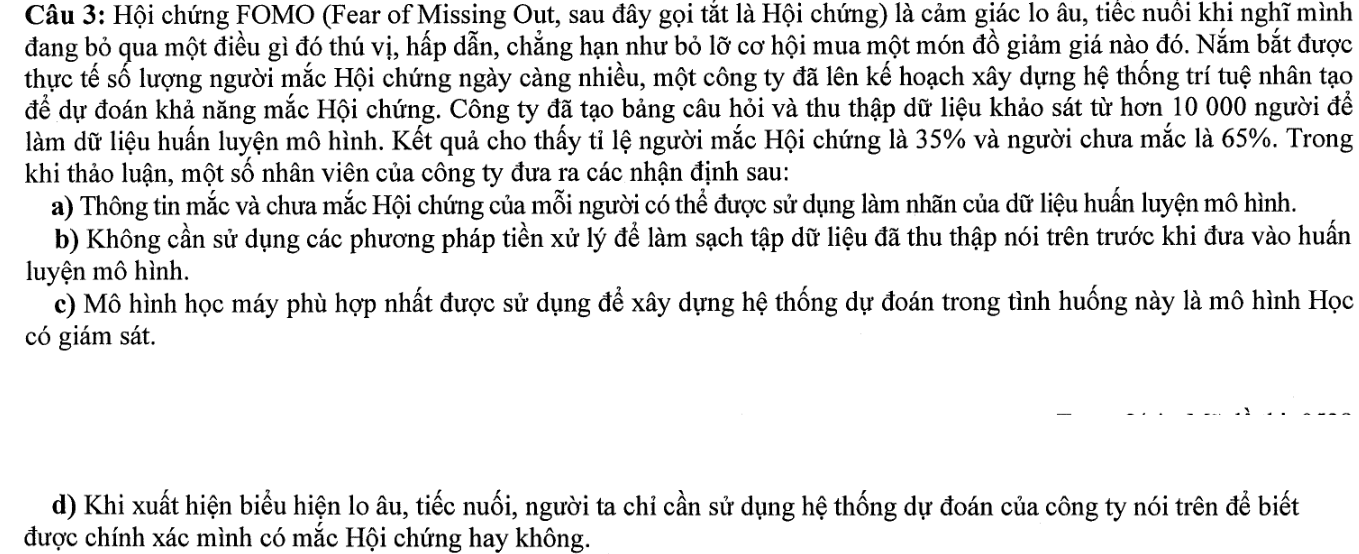 Câu 3: Hội chứng FOMO (Fear of Missing Out, sau đây gọi tắt là Hội chứng) là cảm giác lo âu, tiếc nuối khi nghĩ mình
đang bỏ qua một điều gì đó thú vị, hấp dẫn, chẳng hạn như bỏ lỡ cơ hội mua một món đồ giảm giá nào đó. Nắm bắt được
thực tế số lượng người mắc Hội chứng ngày càng nhiều, một công ty đã lên kế hoạch xây dựng hệ thống trí tuệ nhân tạo
để dự đoán khả năng mắc Hội chứng. Công ty đã tạo bảng câu hỏi và thu thập dữ liệu khảo sát từ hơn 10 000 người để
làm dữ liệu huấn luyện mô hình. Kết quả cho thấy tỉ lệ người mắc Hội chứng là 35% và người chưa mắc là 65%. Trong
khi thảo luận, một số nhân viên của công ty đưa ra các nhận định sau:
a) Thông tin mắc và chưa mắc Hội chứng của mỗi người có thể được sử dụng làm nhãn của dữ liệu huấn luyện mô hình.
b) Không cần sử dụng các phương pháp tiền xử lý để làm sạch tập dữ liệu đã thu thập nói trên trước khi đưa vào huấn
luyện mô hình.
c) Mô hình học máy phù hợp nhất được sử dụng để xây dựng hệ thống dự đoán trong tình huống này là mô hình Học
có giám sát.
d) Khi xuất hiện biểu hiện lo âu, tiếc nuối, người ta chỉ cần sử dụng hệ thống dự đoán của công ty nói trên để biết
được chính xác mình có mắc Hội chứng hay không.